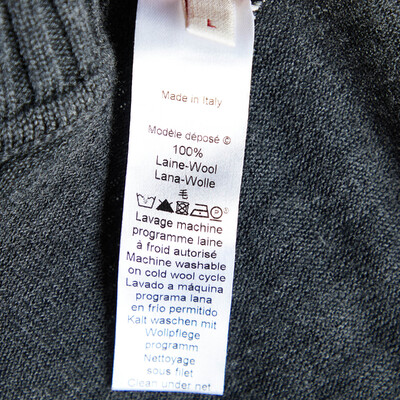 L
Made in Italy
Modèle déposé ©
100%
Laine-Wool
Lana-Wolle
毛
Lavage machine
programme laine
à froid autorisé
Machine washable
on cold wool cycle
Lavado a máquina
programa lana
en frío permitido
Kalt waschen mit
Wollpflege
programm
Nettoyage
sous filet
Clean under net